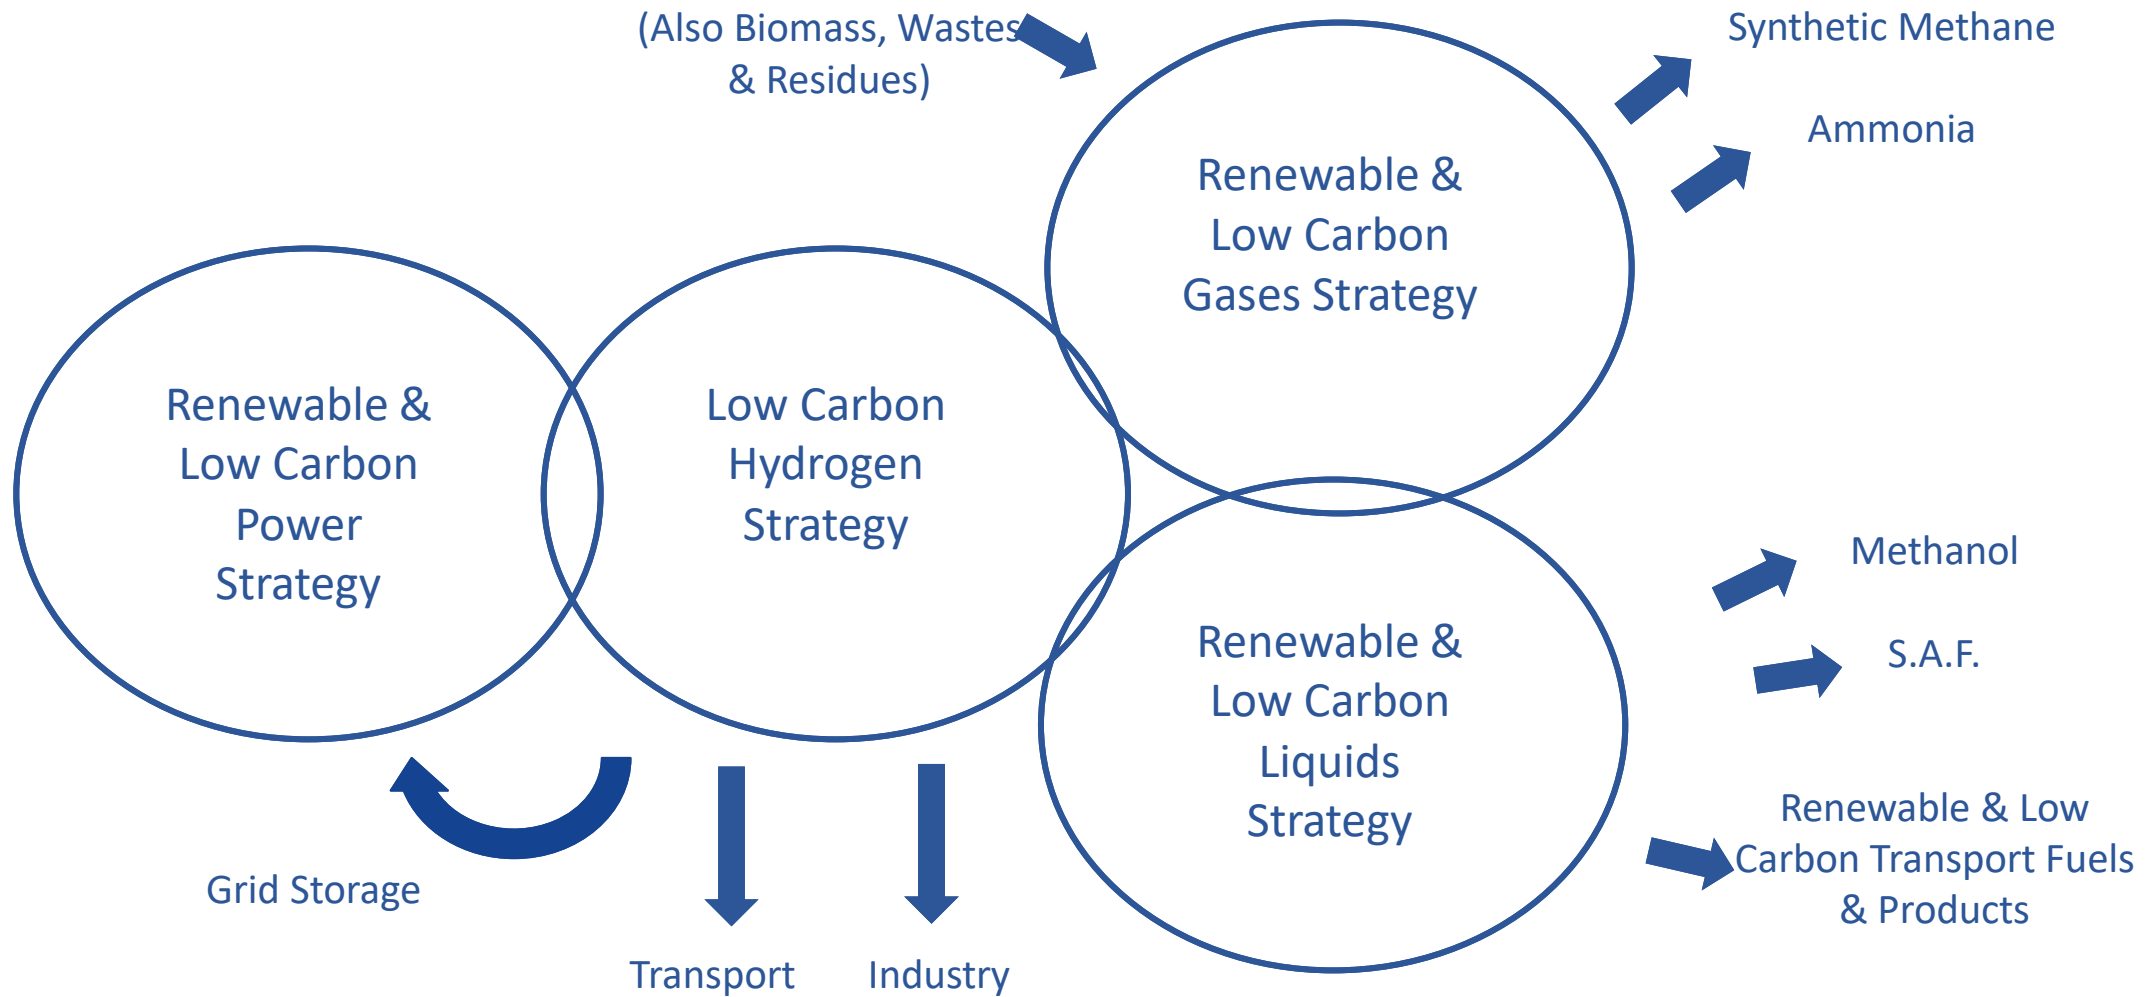 (Also Biomass, Wastes
& Residues)
Synthetic Methane
Ammonia
Renewable &
Low Carbon
Gases Strategy
Renewable &
Low Carbon
Power
Strategy
Low Carbon
Hydrogen
Strategy
Renewable &
Low Carbon
Liquids
Strategy
Methanol
S.A.F.
Renewable & Low
Carbon Transport Fuels
& Products
Grid Storage
Transport
Industry